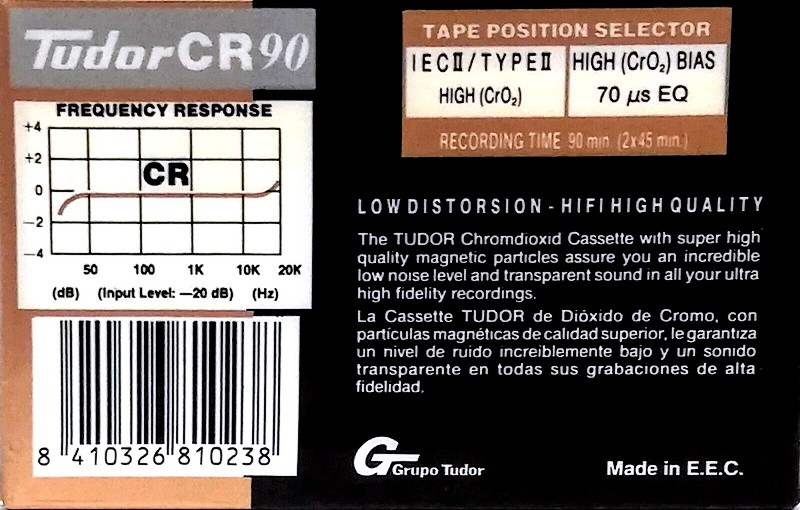 Tudor CR 90
FREQUENCY RESPONSE
+4
+2
0
−2
−4
CR
50 100 1K 10K 20K
(dB) (Input Level: —20 dB) (Hz)
8 410326 810238
TAPE POSITION SELECTOR
IECII/TYPEII
HIGH (CrO₂)
HIGH (CrO₂) BIAS
70 µs EQ
RECORDING TIME 90 min. (2x45 min.)
LOW DISTORSION - HIFI HIGH QUALITY
The TUDOR Chromdioxid Cassette with super high
quality magnetic particles assure you an incredible
low noise level and transparent sound in all your ultra
high fidelity recordings.
La Cassette TUDOR de Dióxido de Cromo, con
partículas magnéticas de calidad superior, le garantiza
un nivel de ruido increiblemente bajo y un sonido
transparente en todas sus grabaciones de alta
fidelidad.
G Grupo Tudor
Made in E.E.C.